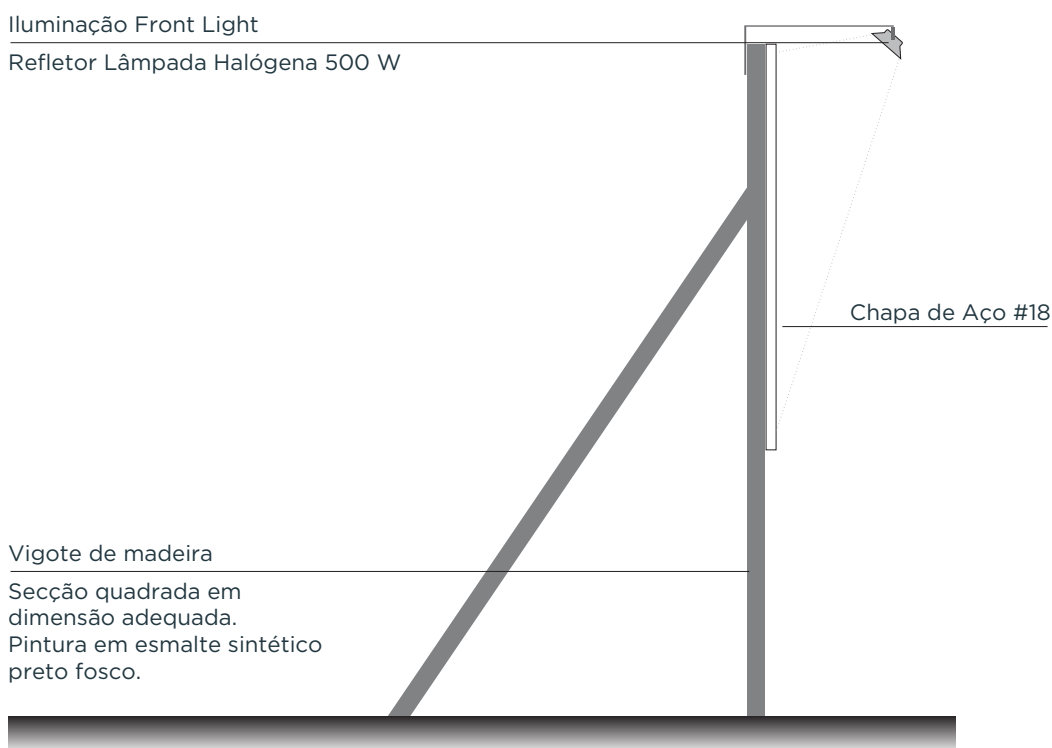 Iluminação Front Light
Refletor Lâmpada Halógena 500 W
Chapa de Aço #18
Vigote de madeira
Secção quadrada em
dimensão adequada.
Pintura em esmalte sintético
preto fosco.